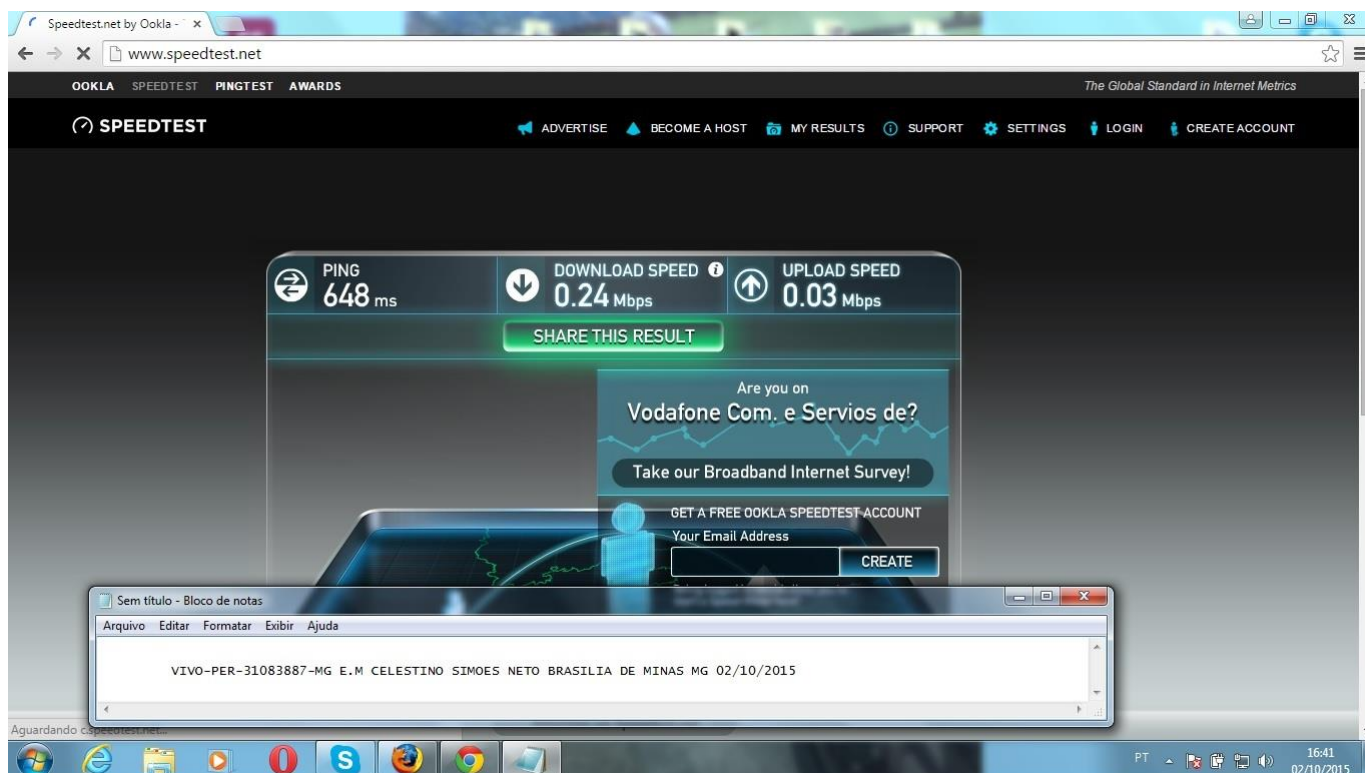 Speedtest.net by Ookla -
www.speedtest.net
OOKLA SPEEDTEST PINGTEST AWARDS
The Global Standard in Internet Metrics
SPEEDTEST
ADVERTISE BECOME A HOST MY RESULTS SUPPORT SETTINGS LOGIN CREATE ACCOUNT
PING DOWNLOAD SPEED UPLOAD SPEED
648 ms 0.24 Mbps 0.03 Mbps
SHARE THIS RESULT
Are you on
Vodafone Com. e Servios de?
Take our Broadband Internet Survey!
GET A FREE OOKLA SPEEDTEST ACCOUNT
Your Email Address
CREATE
Sem título - Bloco de notas
Arquivo Editar Formatar Exibir Ajuda
VIVO-PER-31083887-MG E.M CELESTINO SIMOES NETO BRASILIA DE MINAS MG 02/10/2015
Aguardando c.speedtest.net...
PT 16:41
02/10/2015